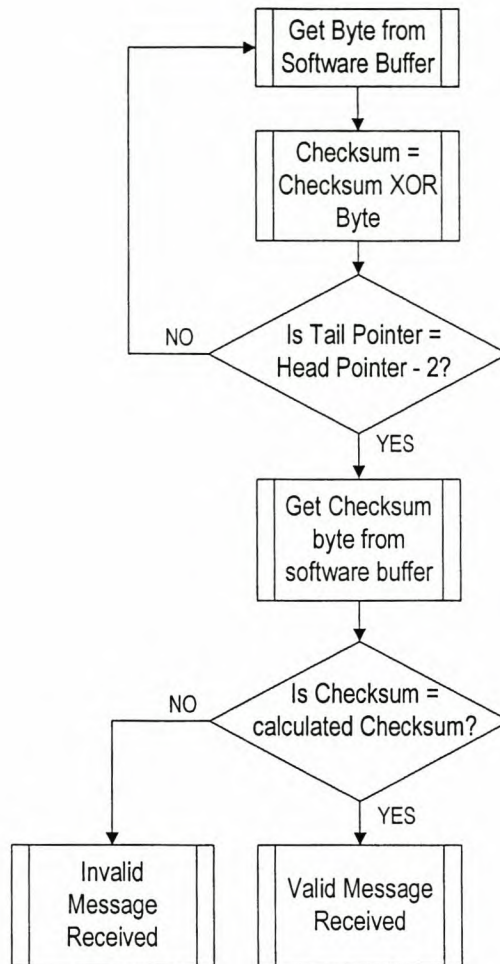 Get Byte from
Software Buffer
Checksum =
Checksum XOR
Byte
NO
Is Tail Pointer =
Head Pointer - 2?
YES
Get Checksum
byte from
software buffer
NO
Is Checksum =
calculated Checksum?
YES
Invalid
Message
Received
Valid Message
Received